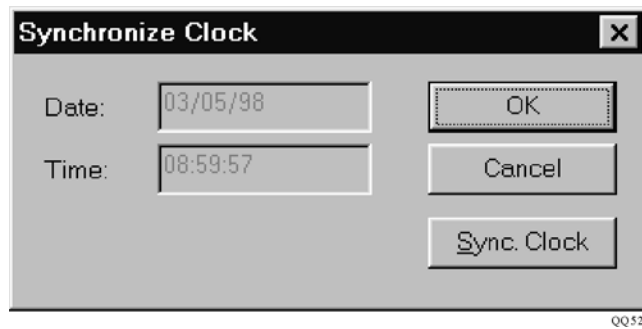 Synchronize Clock
Date: 03/05/98
OK
Time: 08:59:57
Cancel
Sync. Clock
QQ52